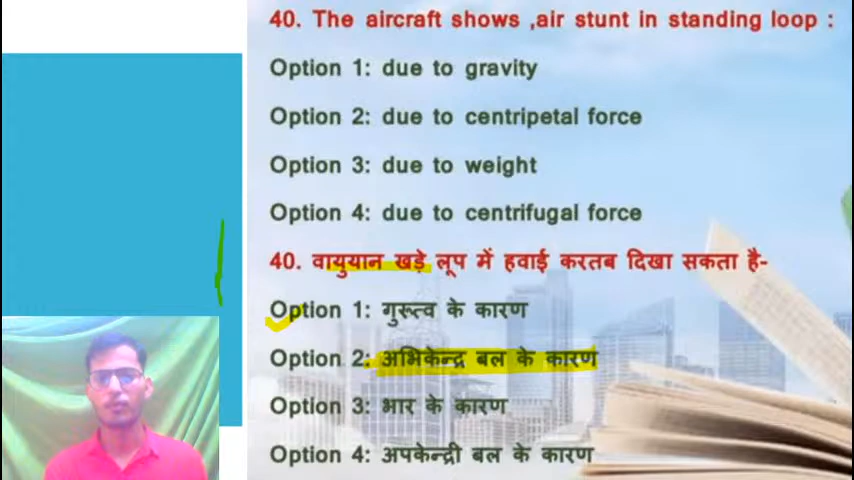 40. The aircraft shows ,air stunt in standing loop :
Option 1: due to gravity
Option 2: due to centripetal force
Option 3: due to weight
Option 4: due to centrifugal force
40. वायुयान खड़े लूप में हवाई करतब दिखा सकता है-
Option 1: गुरूत्व के कारण
Option 2: अभिकेन्द्र बल के कारण
Option 3: भार के कारण
Option 4: अपकेन्द्री बल के कारण